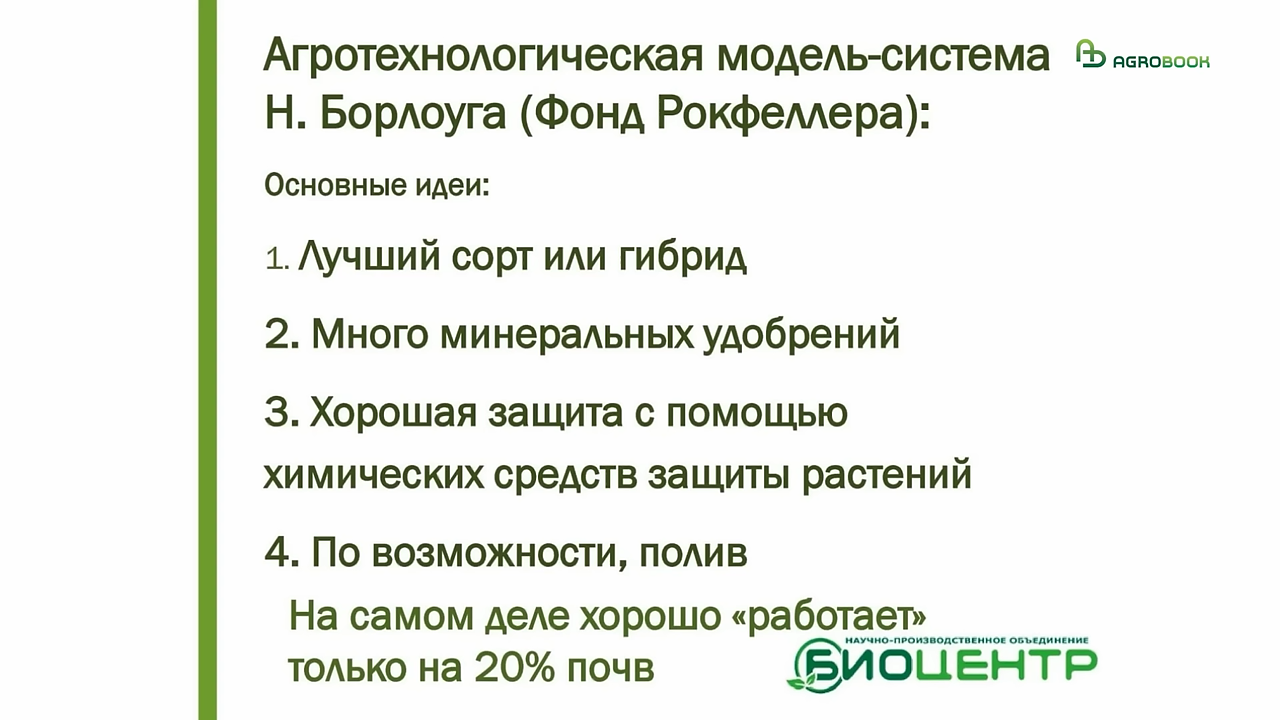 Агротехнологическая модель-система
AGROBOOK
Н. Борлоуга (Фонд Рокфеллера):
Основные идеи:
1. Лучший сорт или гибрид
2. Много минеральных удобрений
3. Хорошая защита с помощью
химических средств защиты растений
4. По возможности, полив
На самом деле хорошо «работает»
только на 20% почв
НАУЧНО-ПРОИЗВОДСТВЕННОЕ ОБЪЕДИНЕНИЕ
БИОЦЕНТР